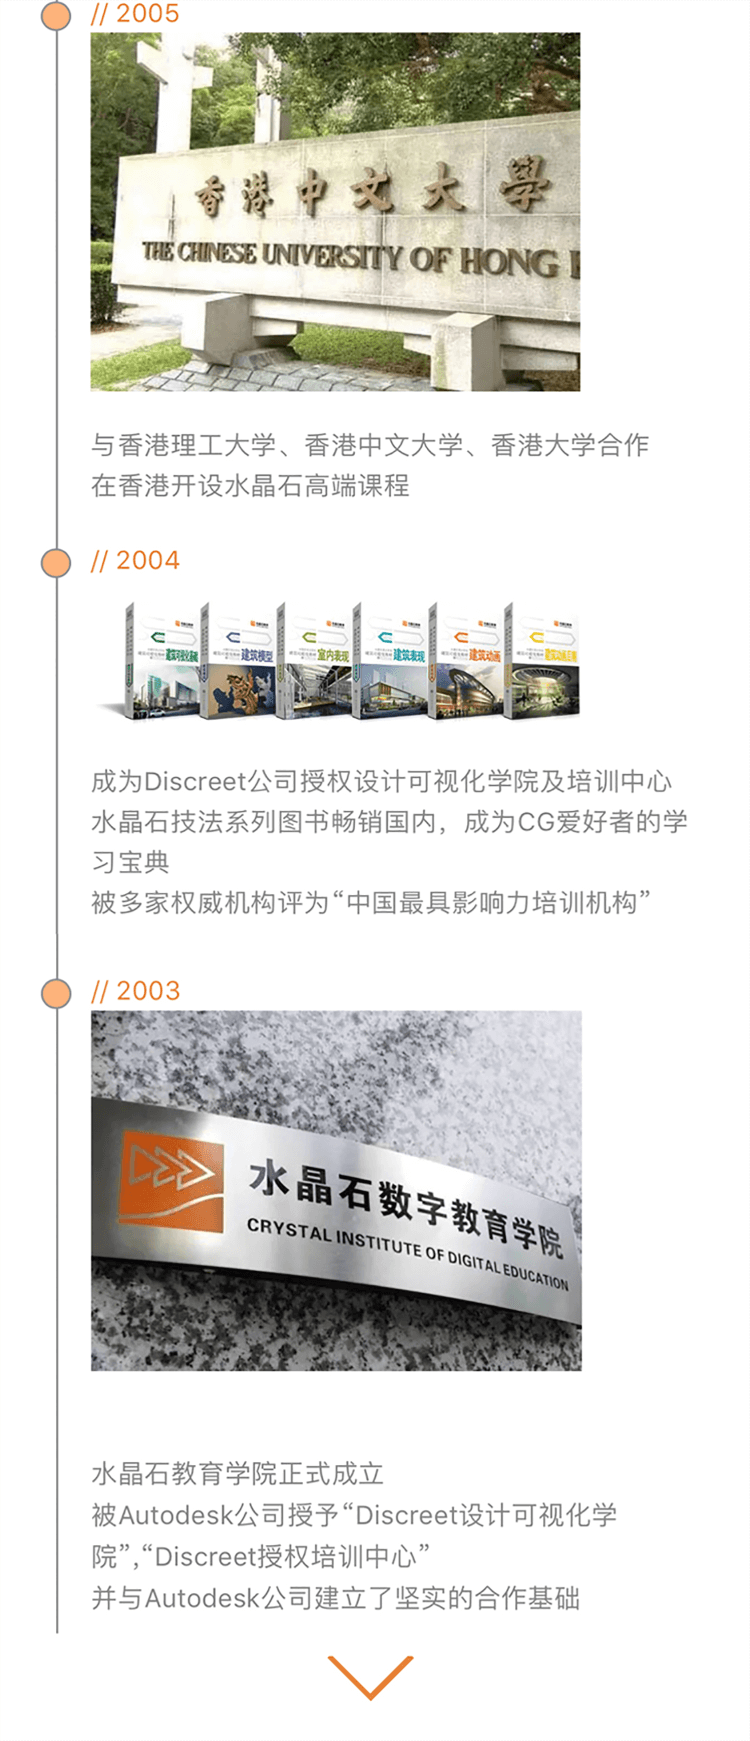 // 2005
香港中文大學
THE CHINESE UNIVERSITY OF HONG
与香港理工大学、香港中文大学、香港大学合作
在香港开设水晶石高端课程
// 2004
建筑模型
室内表现
建筑表现
建筑动画
成为Discreet公司授权设计可视化学院及培训中心
水晶石技法系列图书畅销国内，成为CG爱好者的学
习宝典
被多家权威机构评为“中国最具影响力培训机构”
// 2003
水晶石数字教育学院
CRYSTAL INSTITUTE OF DIGITAL EDUCATION
水晶石教育学院正式成立
被Autodesk公司授予“Discreet设计可视化学
院”,“Discreet授权培训中心”
并与Autodesk公司建立了坚实的合作基础